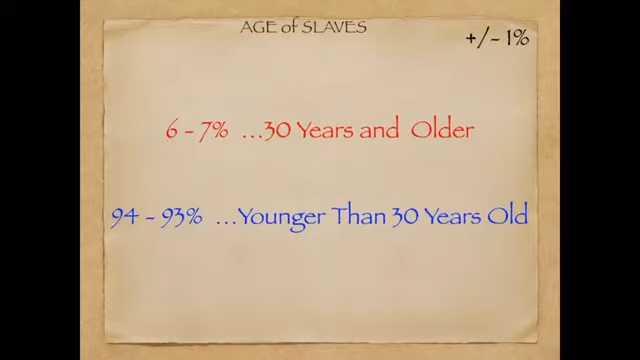 AGE of SLAVES
+/- 1%
6 - 7% ...30 Years and Older
94 - 93% ...Younger Than 30 Years Old